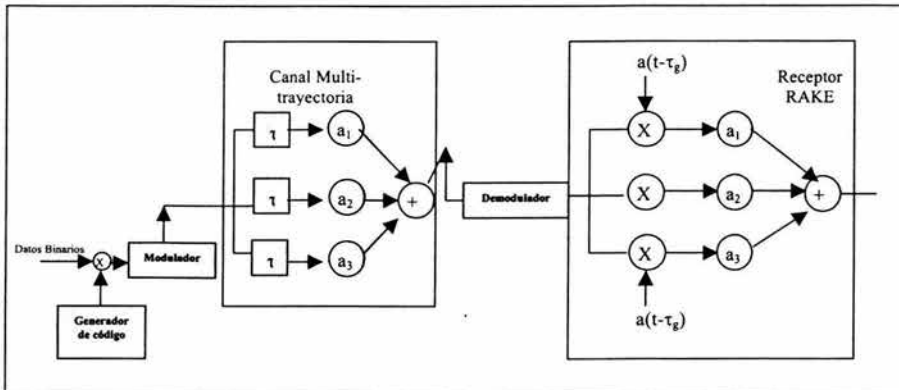 Canal Multi-
trayectoria
τ
a₁
τ
a₂
+
τ
a₃
Datos Binarios
X
Modulador
Generador
de código
Demodulador
a(t-τg)
Receptor
RAKE
X
a₁
X
a₂
+
X
a₃
a(t-τg)